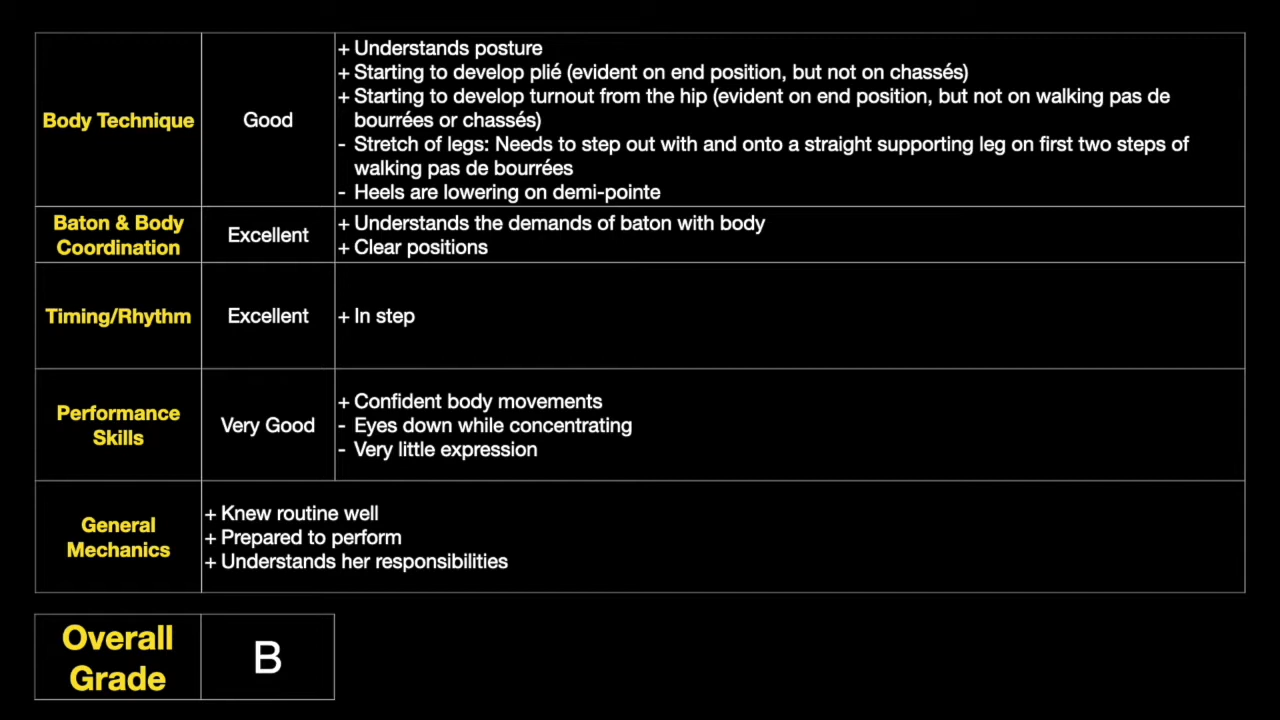 Body Technique
Good
+ Understands posture
+ Starting to develop plié (evident on end position, but not on chassés)
+ Starting to develop turnout from the hip (evident on end position, but not on walking pas de
bourrées or chassés)
- Stretch of legs: Needs to step out with and onto a straight supporting leg on first two steps of
walking pas de bourrées
- Heels are lowering on demi-pointe
Baton & Body
Coordination
Excellent
+ Understands the demands of baton with body
+ Clear positions
Timing/Rhythm
Excellent
+ In step
Performance
Skills
Very Good
+ Confident body movements
- Eyes down while concentrating
- Very little expression
General
Mechanics
+ Knew routine well
+ Prepared to perform
+ Understands her responsibilities
Overall
Grade
B